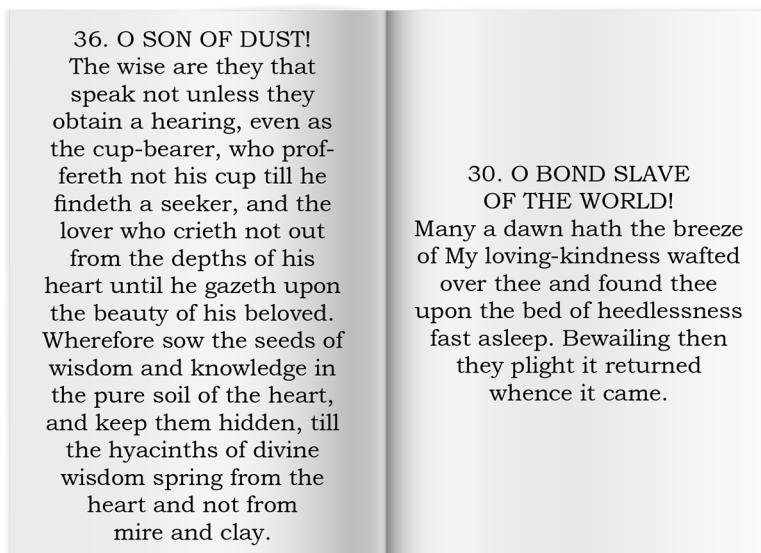 36. O SON OF DUST!
The wise are they that
speak not unless they
obtain a hearing, even as
the cup-bearer, who prof-
fereth not his cup till he
findeth a seeker, and the
lover who crieth not out
from the depths of his
heart until he gazeth upon
the beauty of his beloved.
Wherefore sow the seeds of
wisdom and knowledge in
the pure soil of the heart,
and keep them hidden, till
the hyacinths of divine
wisdom spring from the
heart and not from
mire and clay.
30. O BOND SLAVE
OF THE WORLD!
Many a dawn hath the breeze
of My loving-kindness wafted
over thee and found thee
upon the bed of heedlessness
fast asleep. Bewailing then
they plight it returned
whence it came.